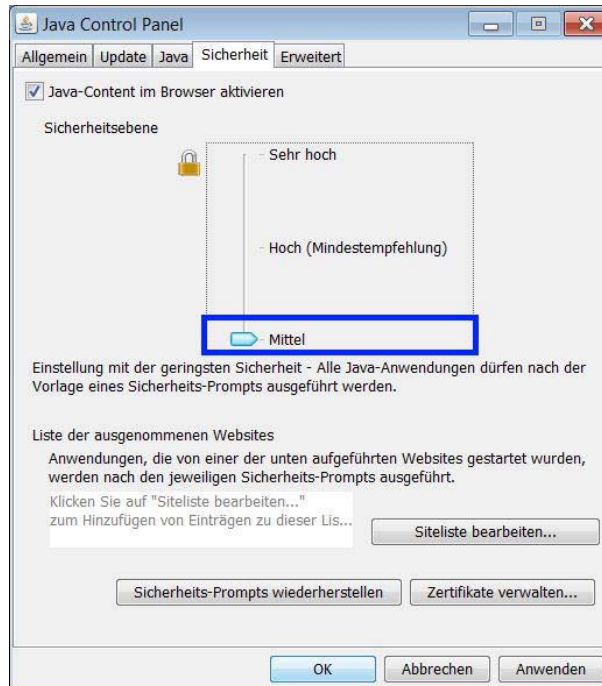 Java Control Panel
Allgemein Update Java Sicherheit Erweitert
Java-Content im Browser aktivieren
Sicherheitsebene
Sehr hoch
Hoch (Mindestempfehlung)
Mittel
Einstellung mit der geringsten Sicherheit - Alle Java-Anwendungen dürfen nach der
Vorlage eines Sicherheits-Prompts ausgeführt werden.
Liste der ausgenommenen Websites
Anwendungen, die von einer der unten aufgeführten Websites gestartet wurden,
werden nach den jeweiligen Sicherheits-Prompts ausgeführt.
Klicken Sie auf "Siteliste bearbeiten..."
zum Hinzufügen von Einträgen zu dieser Lis...
Siteliste bearbeiten...
Sicherheits-Prompts wiederherstellen Zertifikate verwalten...
OK Abbrechen Anwenden